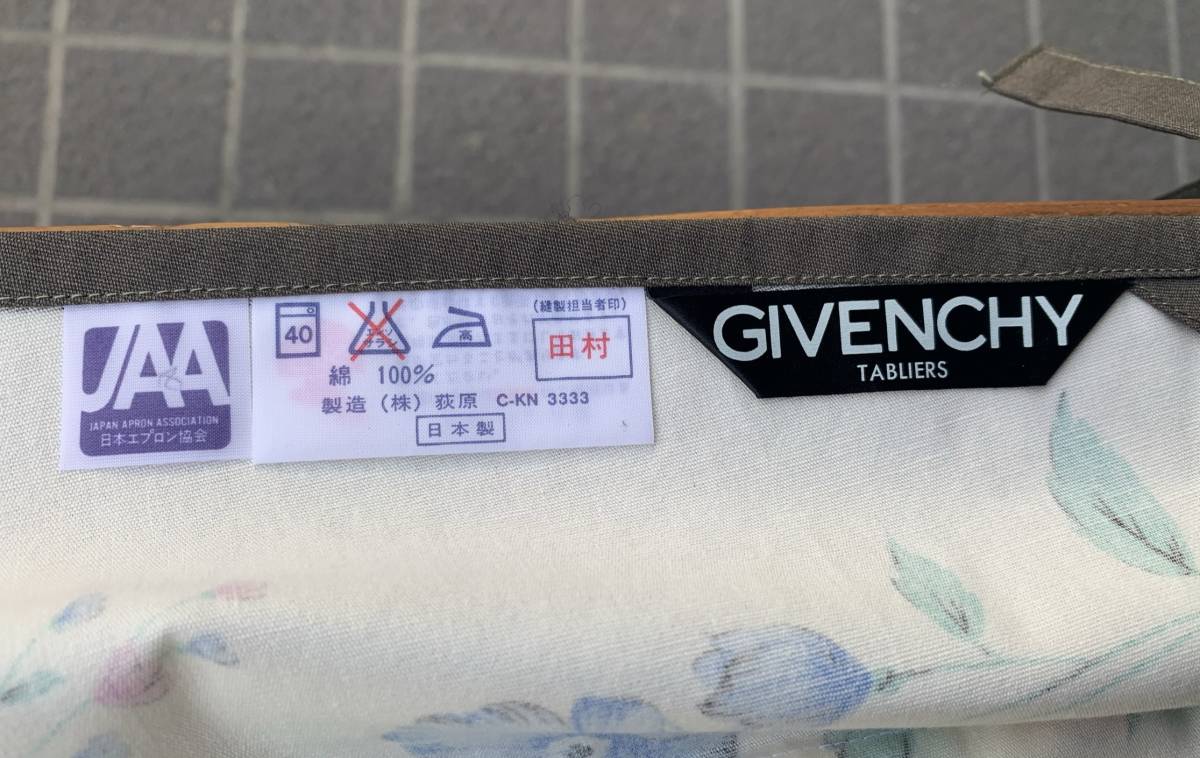 JAA
JAPAN APRON ASSOCIATION
日本エプロン協会
40
高
綿 100%
製造（株）荻原 C-KN 3333
日本製
（縫製担当者印）
田村
GIVENCHY
TABLIERS